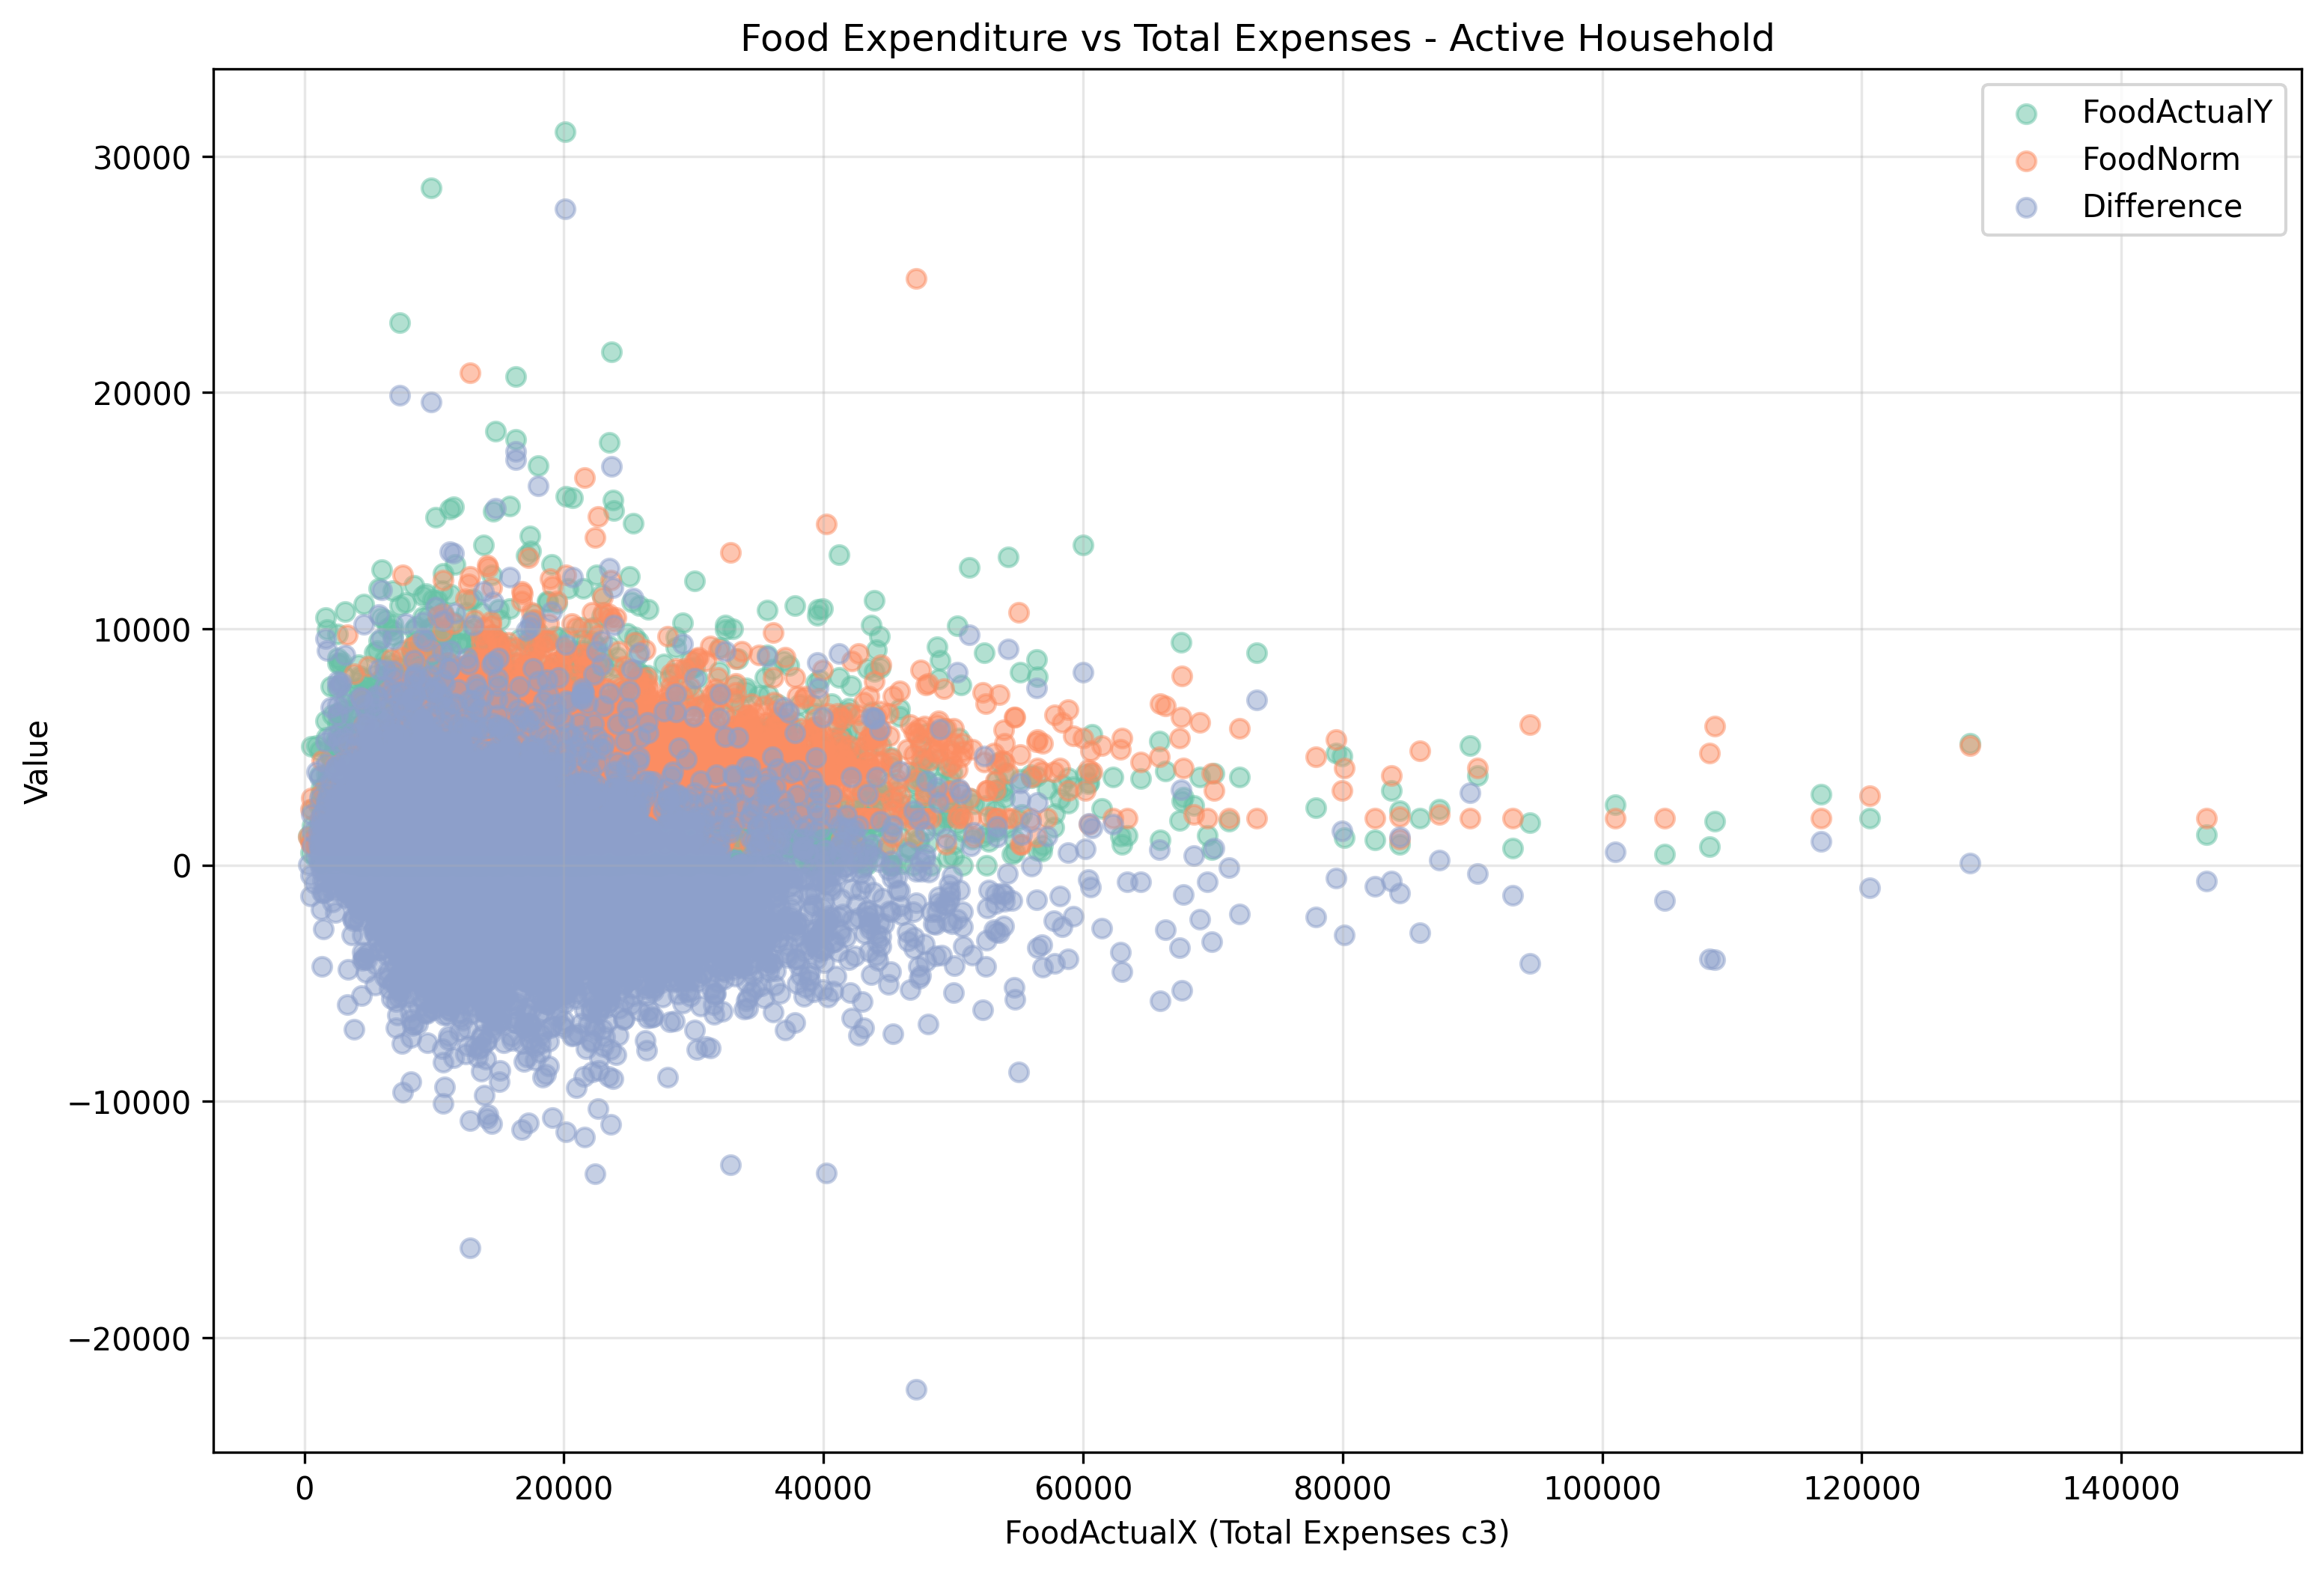 Food Expenditure vs Total Expenses - Active Household
FoodActualY
FoodNorm
Difference
30000
20000
10000
0
−10000
−20000
Value
0 20000 40000 60000 80000 100000 120000 140000
FoodActualX (Total Expenses c3)